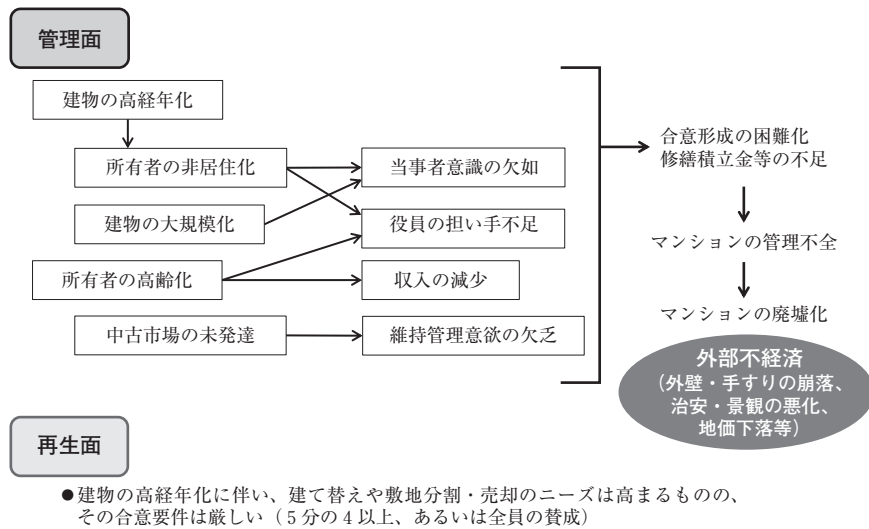 管理面
建物の高経年化
所有者の非居住化
当事者意識の欠如
建物の大規模化
役員の担い手不足
所有者の高齢化
収入の減少
中古市場の未発達
維持管理意欲の欠乏
合意形成の困難化
修繕積立金等の不足
マンションの管理不全
マンションの廃墟化
外部不経済
（外壁・手すりの崩落、
治安・景観の悪化、
地価下落等）
再生面
●建物の高経年化に伴い、建て替えや敷地分割・売却のニーズは高まるものの、
その合意要件は厳しい（５分の４以上、あるいは全員の賛成）